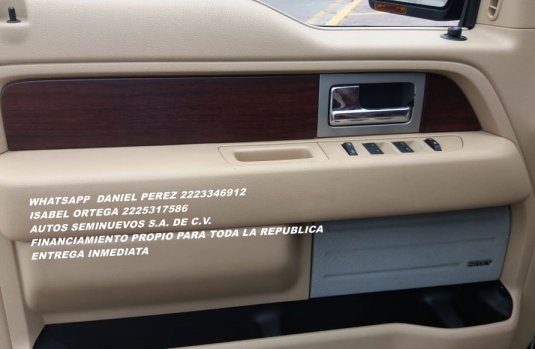 WHATSAPP DANIEL PEREZ 2223346912
ISABEL ORTEGA 2225317586
AUTOS SEMINUEVOS S.A. DE C.V.
FINANCIAMIENTO PROPIO PARA TODA LA REPUBLICA
ENTREGA INMEDIATA